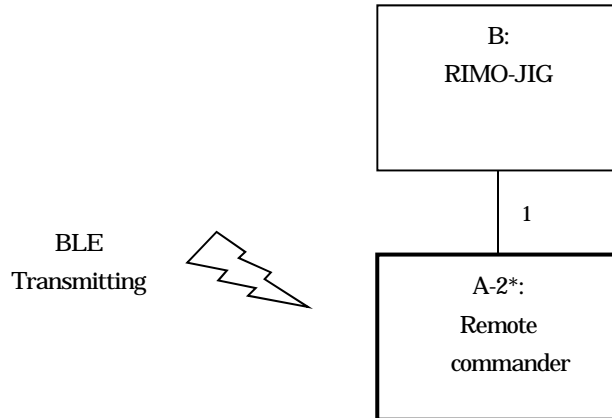 B:
RIMO-JIG
1
BLE
Transmitting
A-2*:
Remote
commander